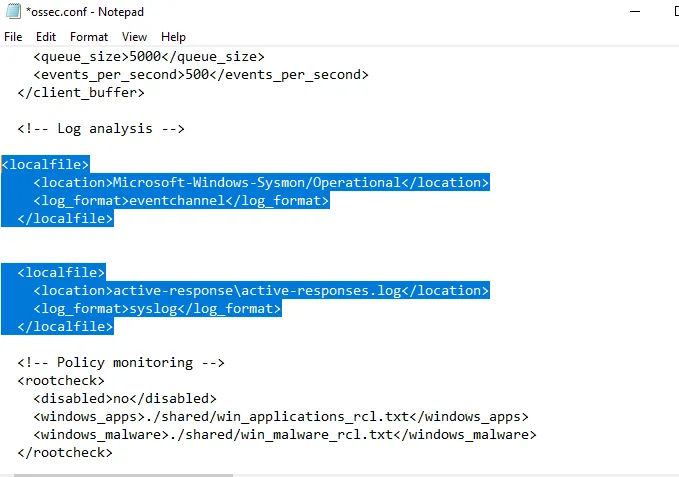 *ossec.conf - Notepad
File Edit Format View Help
<queue_size>5000</queue_size>
<events_per_second>500</events_per_second>
</client_buffer>
<!-- Log analysis -->
<localfile>
<location>Microsoft-Windows-Sysmon/Operational</location>
<log_format>eventchannel</log_format>
</localfile>
<localfile>
<location>active-response\active-responses.log</location>
<log_format>syslog</log_format>
</localfile>
<!-- Policy monitoring -->
<rootcheck>
<disabled>no</disabled>
<windows_apps>./shared/win_applications_rcl.txt</windows_apps>
<windows_malware>./shared/win_malware_rcl.txt</windows_malware>
</rootcheck>